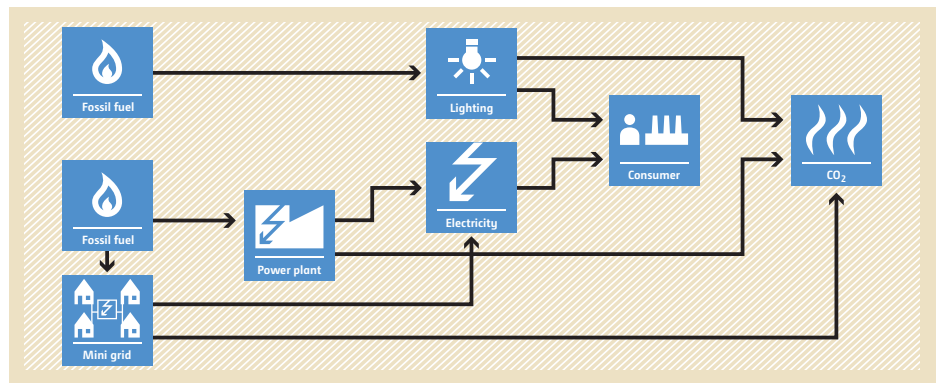 Fossil fuel
Lighting
Consumer
CO₂
Fossil fuel
Electricity
Power plant
Mini grid